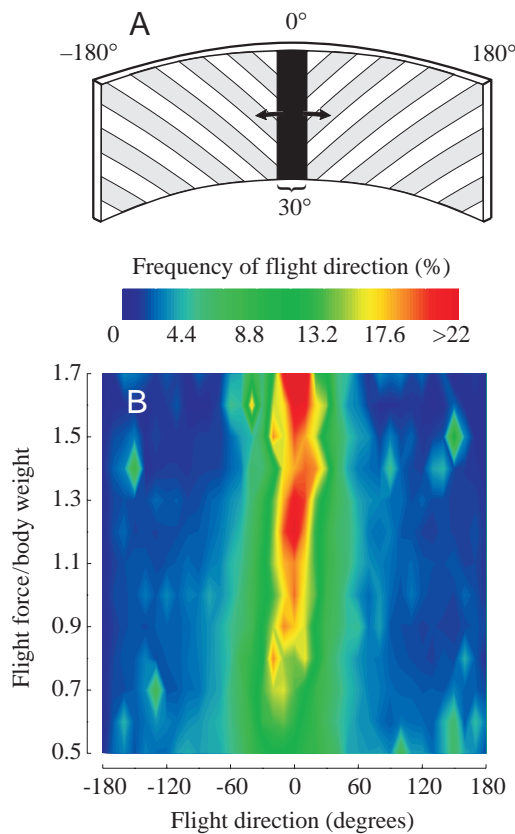 A
0°
–180°
180°
30°
Frequency of flight direction (%)
0 4.4 8.8 13.2 17.6 >22
B
Flight force/body weight
1.7
1.5
1.3
1.1
0.9
0.7
0.5
-180 -120 -60 0 60 120 180
Flight direction (degrees)